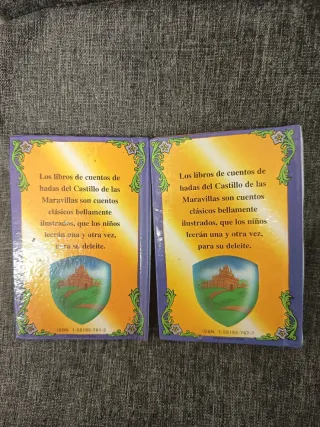 Los libros de cuentos de
hadas del Castillo de las
Maravillas son cuentos
clásicos bellamente
ilustrados, que los niños
leerán una y otra vez,
para su deleite.
Los libros de cuentos de
hadas del Castillo de las
Maravillas son cuentos
clásicos bellamente
ilustrados, que los niños
leerán una y otra vez,
para su deleite.
ISBN
ISBN